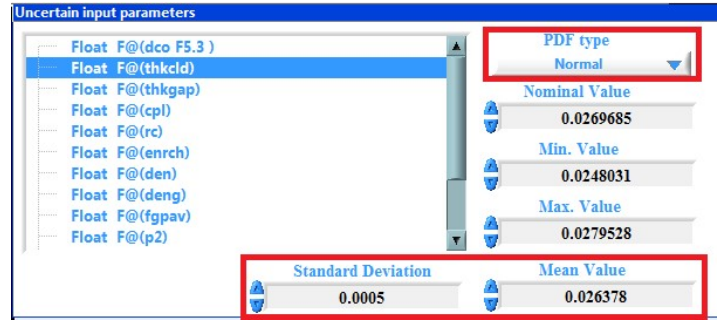 Uncertain input parameters
Float F@(dco F5.3 )
Float F@(thkcld)
Float F@(thkgap)
Float F@(cpl)
Float F@(rc)
Float F@(enrch)
Float F@(den)
Float F@(deng)
Float F@(fgpav)
Float F@(p2)
PDF type
Normal
Nominal Value
0.0269685
Min. Value
0.0248031
Max. Value
0.0279528
Standard Deviation
0.0005
Mean Value
0.026378